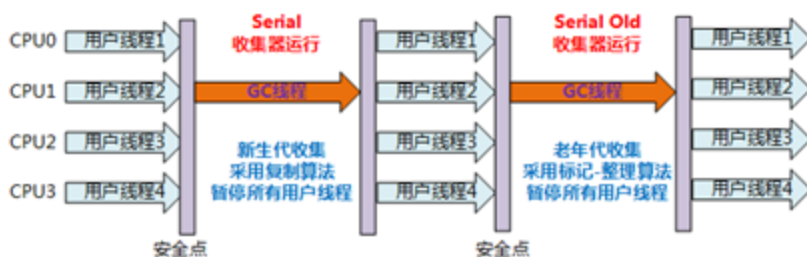 Serial
收集器运行
Serial Old
收集器运行
CPU0 用户线程1 用户线程1 用户线程1
CPU1 用户线程2 GC线程 用户线程2 GC线程 用户线程2
CPU2 用户线程3 用户线程3 用户线程3
CPU3 用户线程4 用户线程4 用户线程4
新生代收集
采用复制算法
暂停所有用户线程
老年代收集
采用标记-整理算法
暂停所有用户线程
安全点 安全点